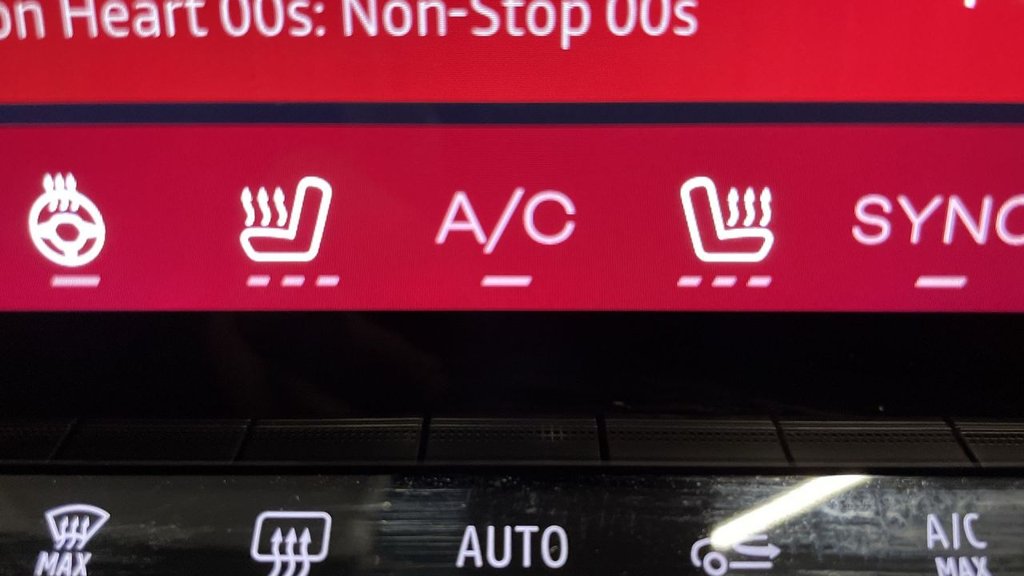 on Heart 00s: Non-Stop 00s
A/C
SYNC
MAX
AUTO
A/C
MAX